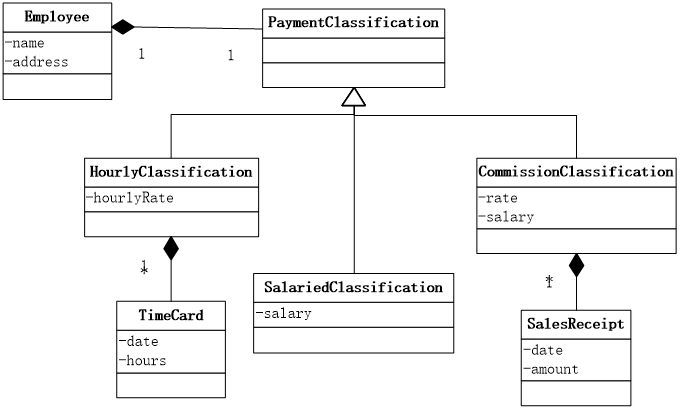 Employee
-name
-address
1
1
PaymentClassification
HourlyClassification
-hourlyRate
CommissionClassification
-rate
-salary
1
*
SalariedClassification
-salary
*
1
TimeCard
-date
-hours
SalesReceipt
-date
-amount